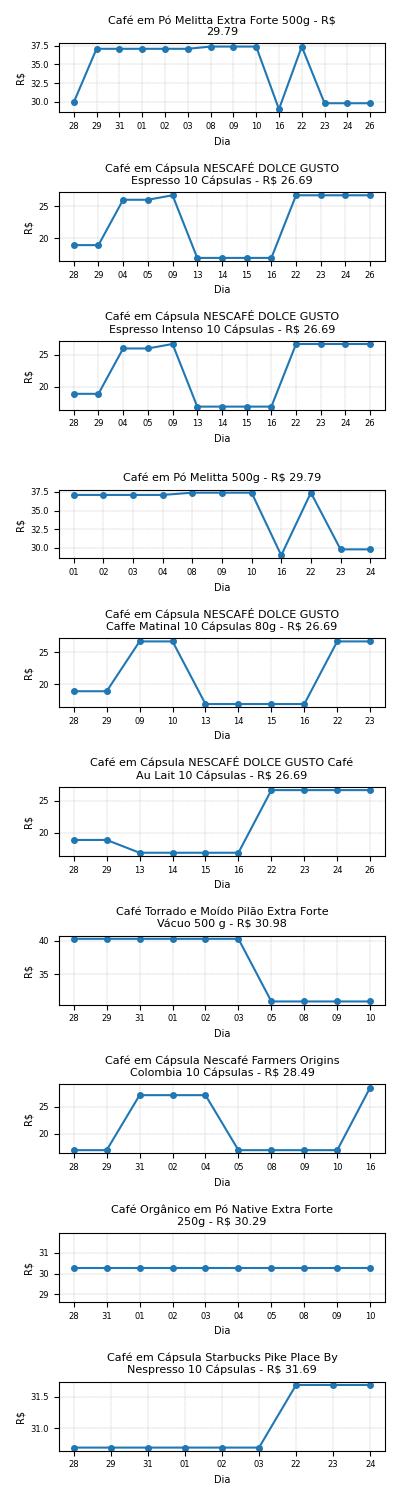 Café em Pó Melitta Extra Forte 500g - R$
29.79
37.5
35.0
32.5
30.0
R$
28 29 31 01 02 03 08 09 10 16 22 23 24 26
Dia
Café em Cápsula NESCAFÉ DOLCE GUSTO
Espresso 10 Cápsulas - R$ 26.69
25
20
R$
28 29 04 05 09 13 14 15 16 22 23 24 26
Dia
Café em Cápsula NESCAFÉ DOLCE GUSTO
Espresso Intenso 10 Cápsulas - R$ 26.69
25
20
R$
28 29 04 05 09 13 14 15 16 22 23 24 26
Dia
Café em Pó Melitta 500g - R$ 29.79
37.5
35.0
32.5
30.0
R$
01 02 03 04 08 09 10 16 22 23 24
Dia
Café em Cápsula NESCAFÉ DOLCE GUSTO
Caffe Matinal 10 Cápsulas 80g - R$ 26.69
25
20
R$
28 29 09 10 13 14 15 16 22 23
Dia
Café em Cápsula NESCAFÉ DOLCE GUSTO Café
Au Lait 10 Cápsulas - R$ 26.69
25
20
R$
28 29 13 14 15 16 22 23 24 26
Dia
Café Torrado e Moído Pilão Extra Forte
Vácuo 500 g - R$ 30.98
40
35
R$
28 29 31 01 02 03 05 08 09 10
Dia
Café em Cápsula Nescafé Farmers Origins
Colombia 10 Cápsulas - R$ 28.49
25
20
R$
28 29 31 02 04 05 08 09 10 16
Dia
Café Orgânico em Pó Native Extra Forte
250g - R$ 30.29
31
30
29
R$
28 31 01 02 03 04 05 08 09 10
Dia
Café em Cápsula Starbucks Pike Place By
Nespresso 10 Cápsulas - R$ 31.69
31.5
31.0
R$
28 29 31 01 02 03 22 23 24
Dia